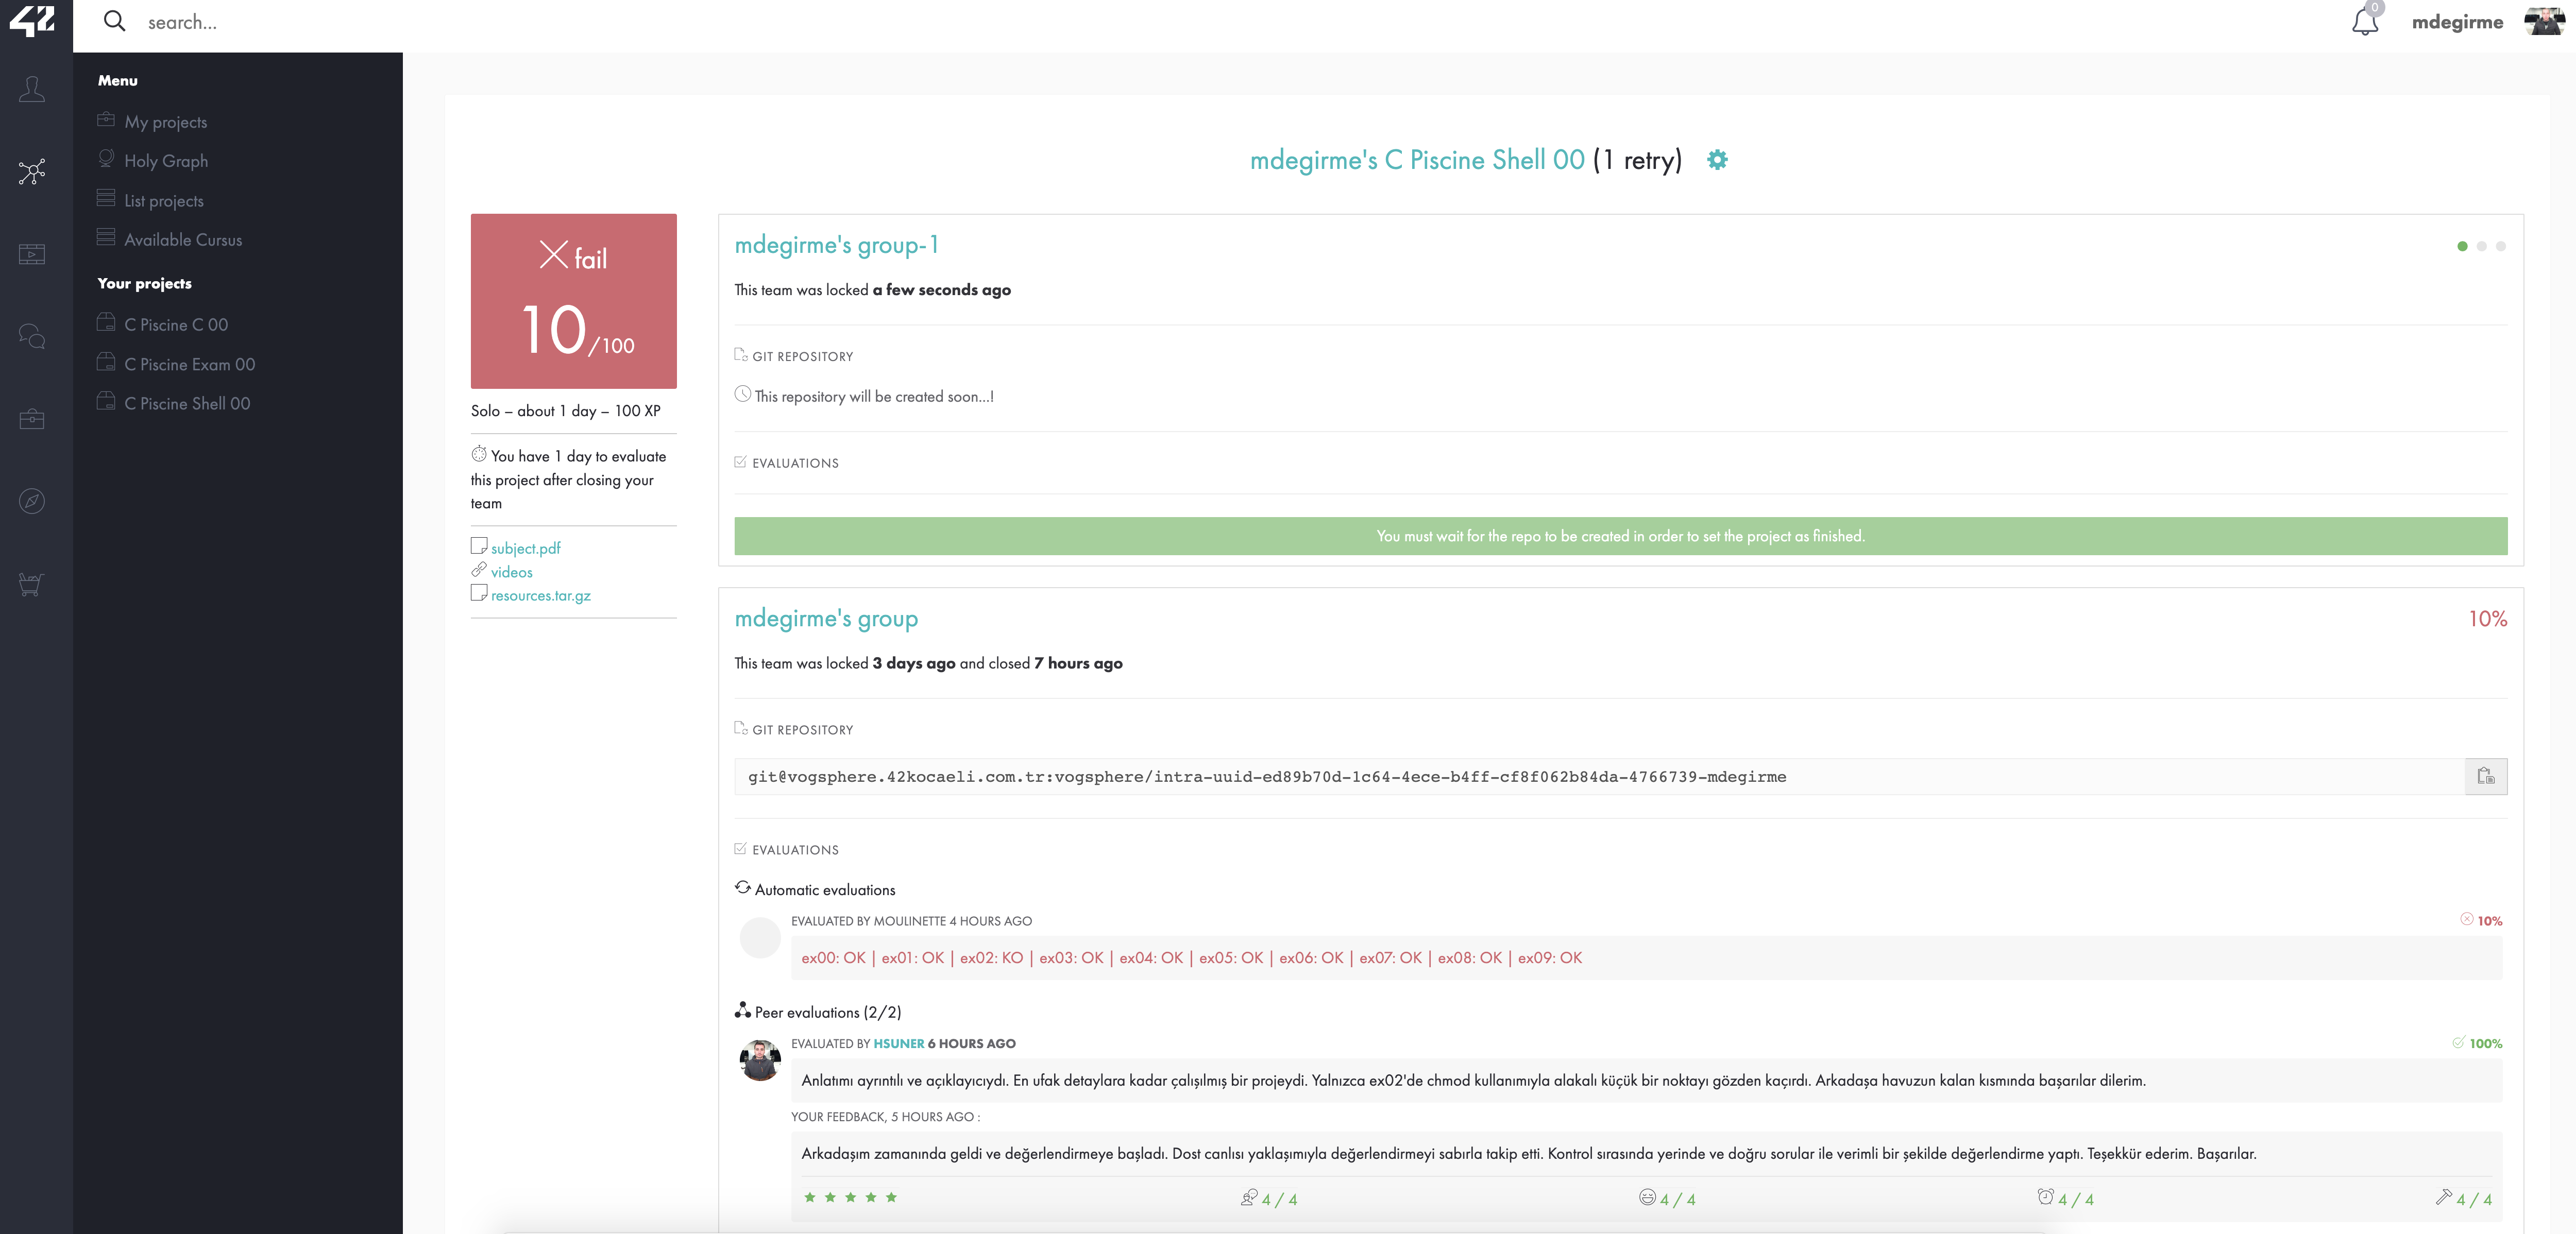 42
search...
0
mdegirme
Menu
My projects
Holy Graph
List projects
Available Cursus
Your projects
C Piscine C 00
C Piscine Exam 00
C Piscine Shell 00
mdegirme's C Piscine Shell 00 (1 retry)
fail
10/100
Solo – about 1 day – 100 XP
You have 1 day to evaluate
this project after closing your
team
subject.pdf
videos
resources.tar.gz
mdegirme's group-1
This team was locked a few seconds ago
GIT REPOSITORY
This repository will be created soon...!
EVALUATIONS
You must wait for the repo to be created in order to set the project as finished.
mdegirme's group
10%
This team was locked 3 days ago and closed 7 hours ago
GIT REPOSITORY
git@vogsphere.42kocaeli.com.tr:vogsphere/intra-uuid-ed89b70d-1c64-4ece-b4ff-cf8f062b84da-4766739-mdegirme
EVALUATIONS
Automatic evaluations
EVALUATED BY MOULINETTE 4 HOURS AGO
10%
ex00: OK | ex01: OK | ex02: KO | ex03: OK | ex04: OK | ex05: OK | ex06: OK | ex07: OK | ex08: OK | ex09: OK
Peer evaluations (2/2)
EVALUATED BY HSUNER 6 HOURS AGO
100%
Anlatımı ayrıntılı ve açıklayıcıydı. En ufak detaylara kadar çalışılmış bir projeydi. Yalnızca ex02'de chmod kullanımıyla alakalı küçük bir noktayı gözden kaçırdı. Arkadaşa havuzun kalan kısmında başarılar dilerim.
YOUR FEEDBACK, 5 HOURS AGO :
Arkadaşım zamanında geldi ve değerlendirmeye başladı. Dost canlısı yaklaşımıyla değerlendirmeyi sabırla takip etti. Kontrol sırasında yerinde ve doğru sorular ile verimli bir şekilde değerlendirme yaptı. Teşekkür ederim. Başarılar.
4 / 4
4 / 4
4 / 4
4 / 4